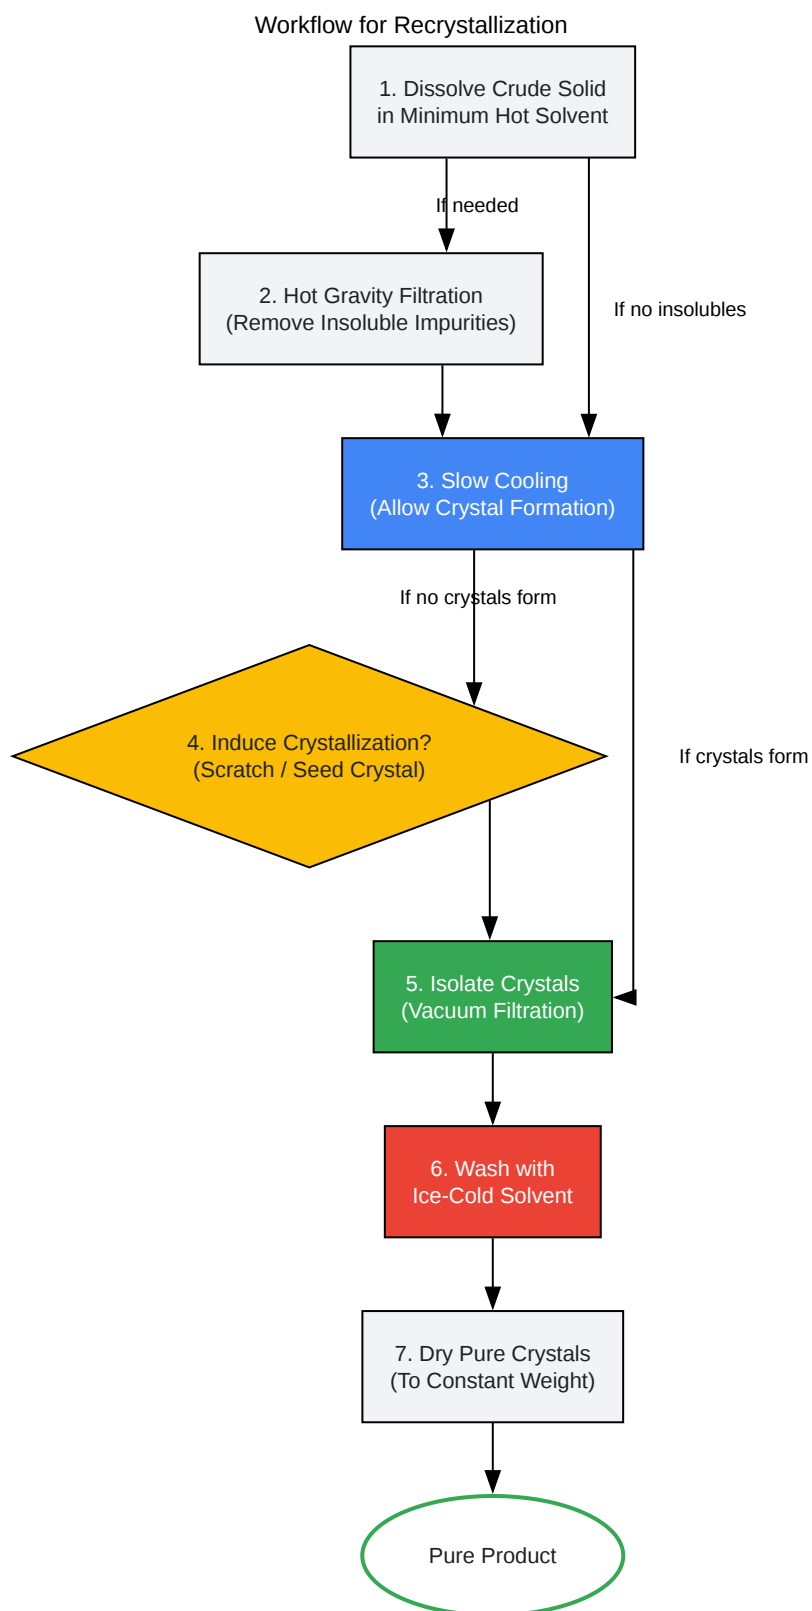 Workflow for Recrystallization
1. Dissolve Crude Solid
in Minimum Hot Solvent
If needed
2. Hot Gravity Filtration
(Remove Insoluble Impurities)
If no insolubles
3. Slow Cooling
(Allow Crystal Formation)
If no crystals form
4. Induce Crystallization?
(Scratch / Seed Crystal)
If crystals form
5. Isolate Crystals
(Vacuum Filtration)
6. Wash with
Ice-Cold Solvent
7. Dry Pure Crystals
(To Constant Weight)
Pure Product